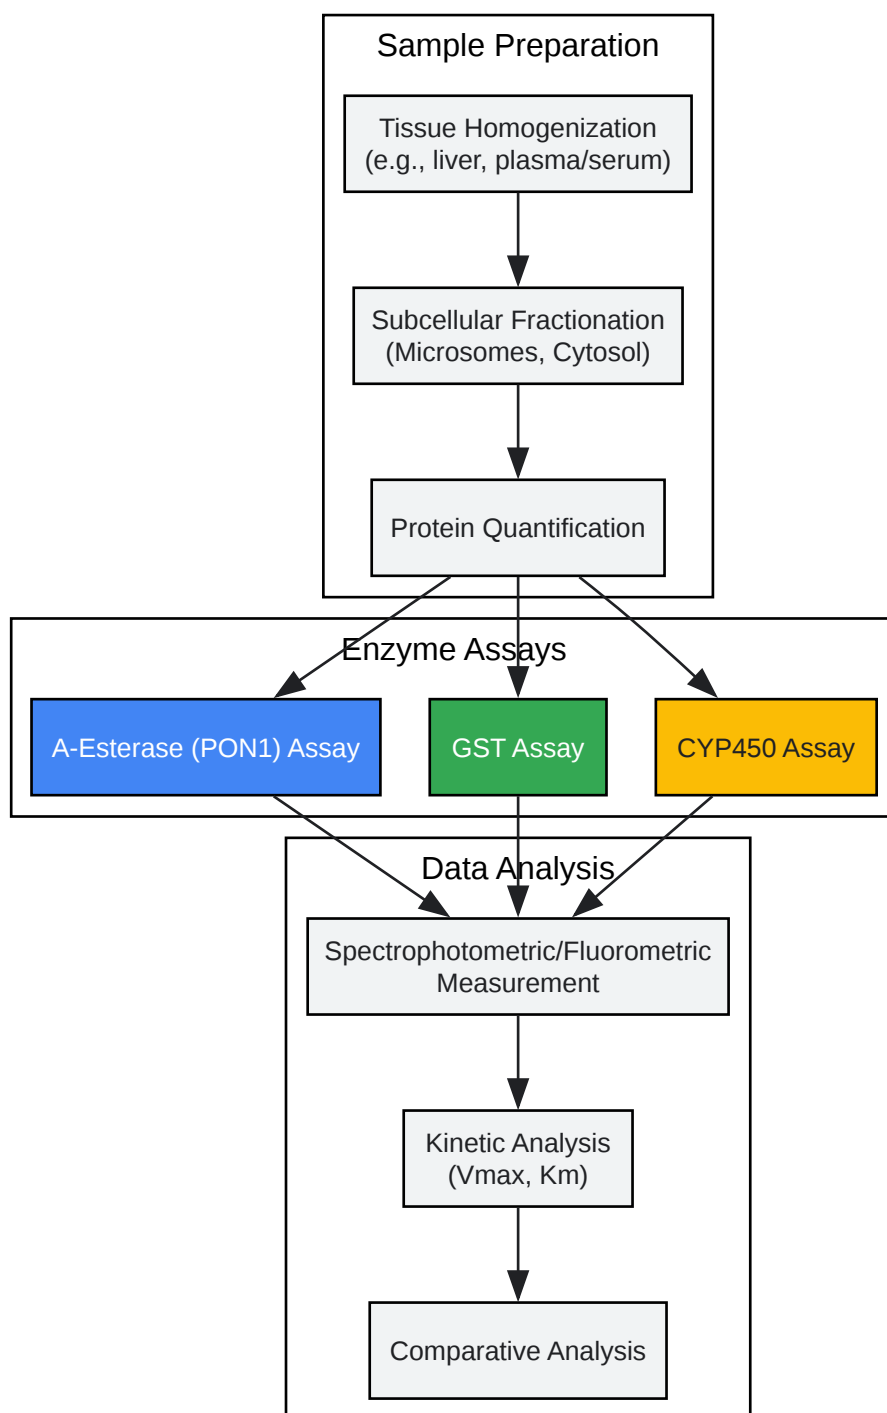 Sample Preparation
Tissue Homogenization
(e.g., liver, plasma/serum)
Subcellular Fractionation
(Microsomes, Cytosol)
Protein Quantification
Enzyme Assays
A-Esterase (PON1) Assay
GST Assay
CYP450 Assay
Data Analysis
Spectrophotometric/Fluorometric
Measurement
Kinetic Analysis
(Vmax, Km)
Comparative Analysis